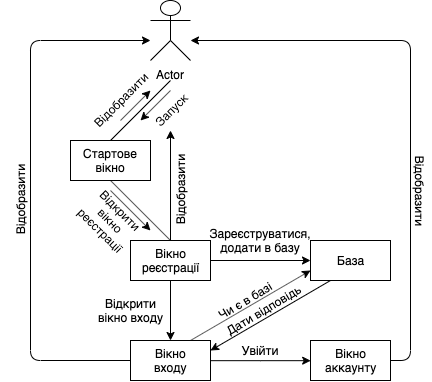 Actor
Відобразити
Запуск
Стартове
вікно
Відкрити
вікно
реєстрації
Відобразити
Відобразити
Відобразити
Зареєструватися,
додати в базу
Вікно
реєстрації
База
Відкрити
вікно входу
Чи є в базі
Дати відповідь
Вікно
входу
Увійти
Вікно
аккаунту